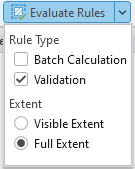 Evaluate Rules
Rule Type
Batch Calculation
Validation
Extent
Visible Extent
Full Extent